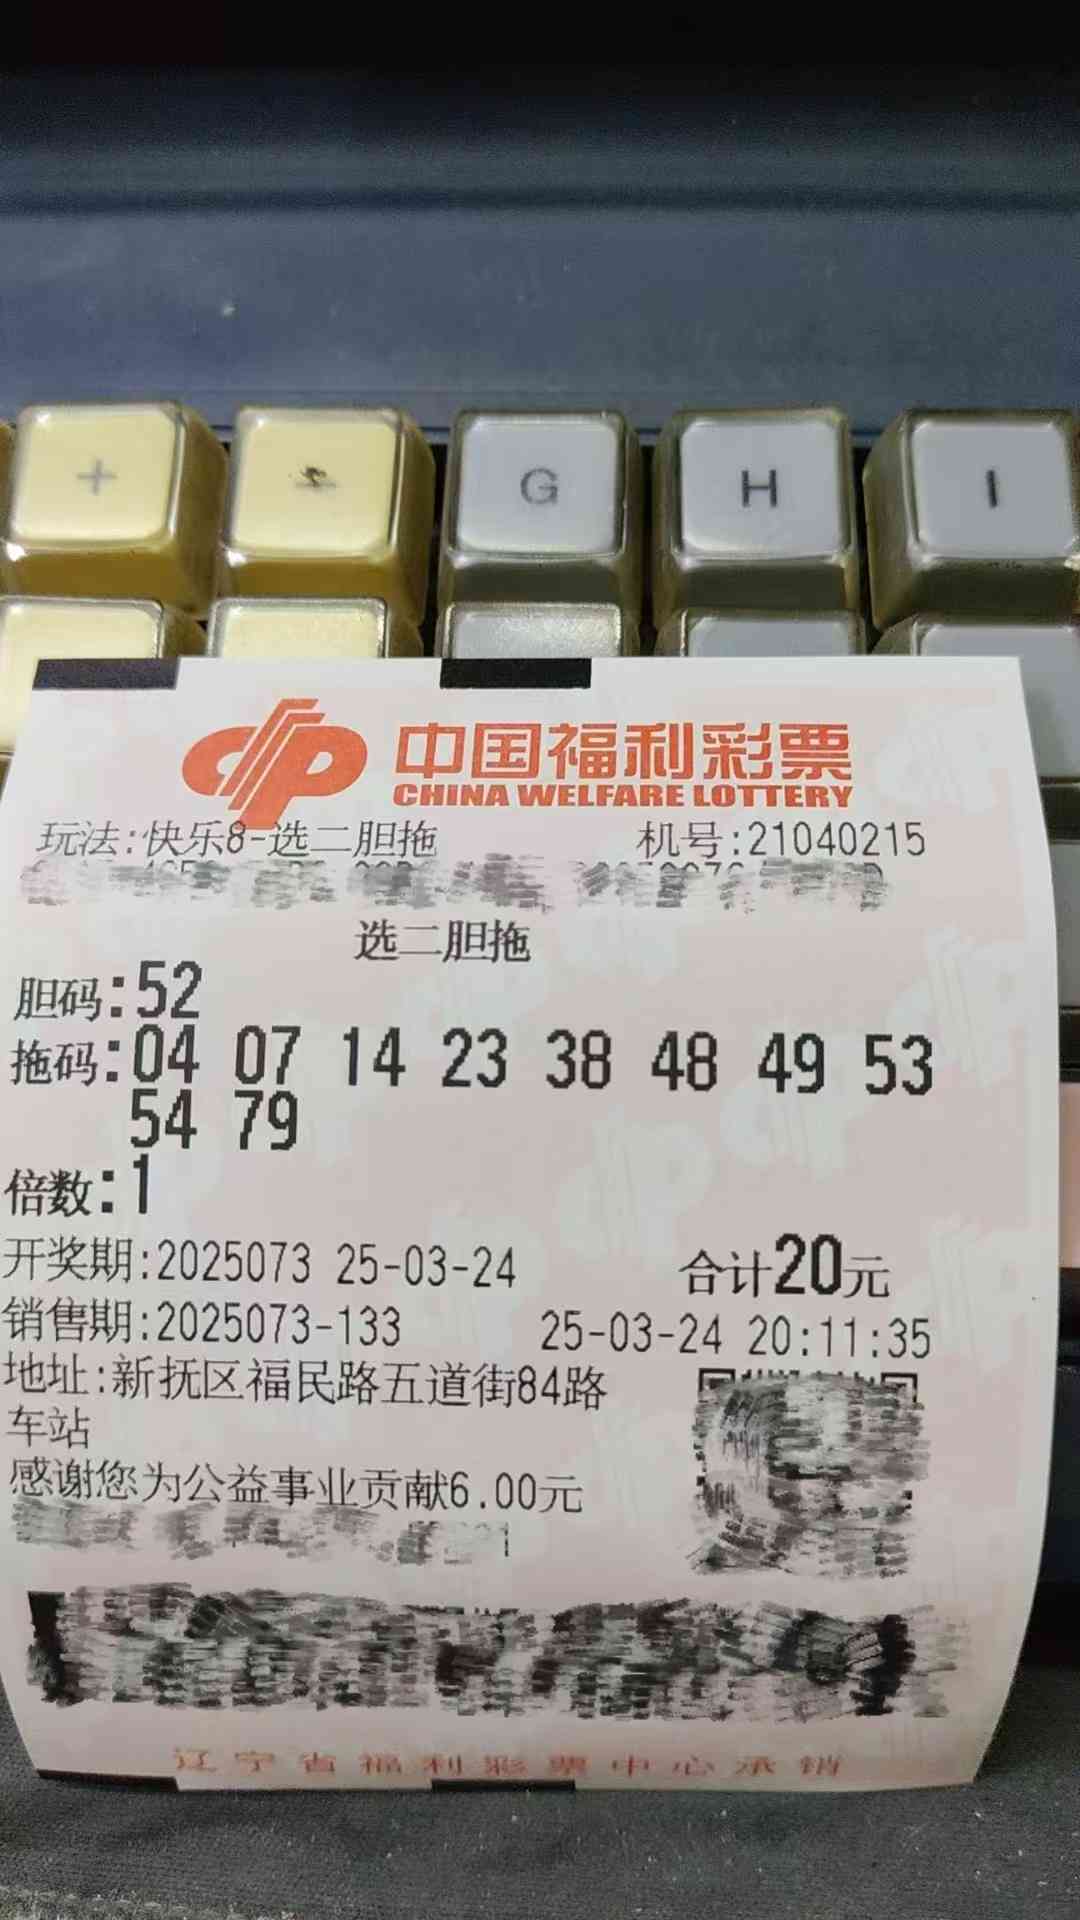 +
G
H
I
中国福利彩票
CHINA WELFARE LOTTERY
玩法:快乐8-选二胆拖 机号:21040215
选二胆拖
胆码:52
拖码:04 07 14 23 38 48 49 53
54 79
倍数:1
开奖期:2025073 25-03-24 合计20元
销售期:2025073-133 25-03-24 20:11:35
地址:新抚区福民路五道街84路
车站
感谢您为公益事业贡献6.00元
辽宁省福利彩票中心承销